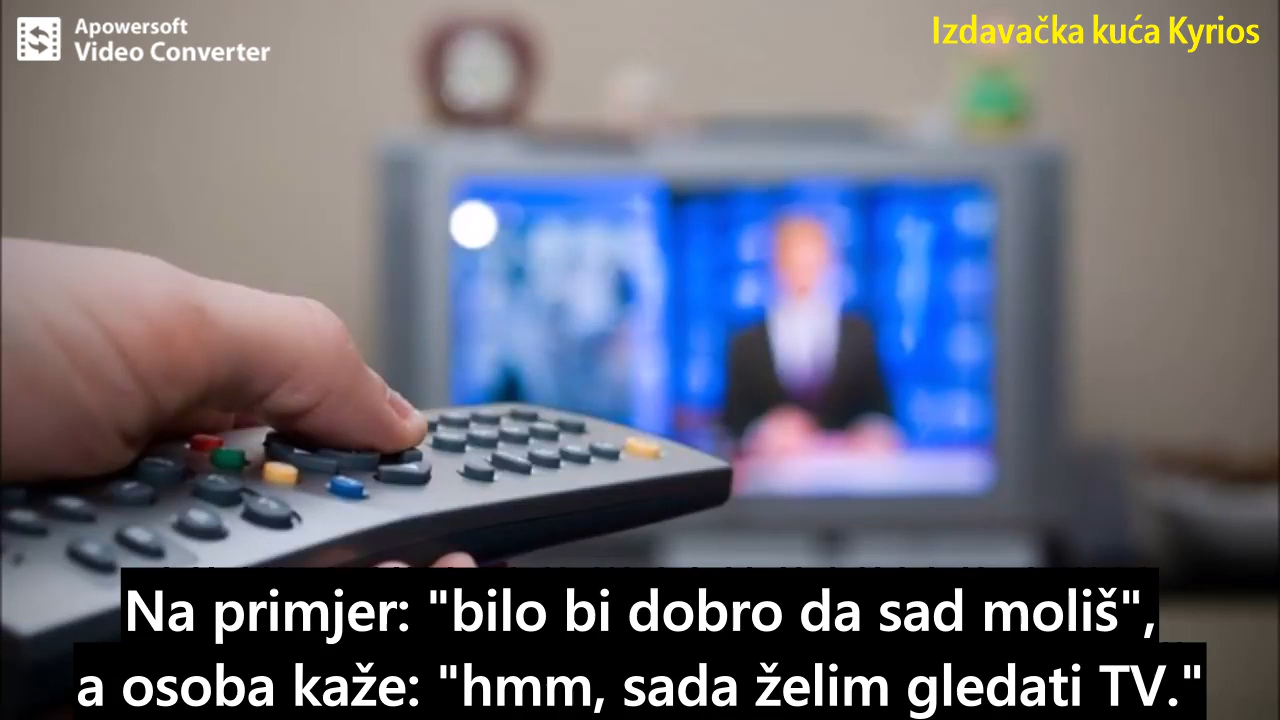 Apowersoft
Video Converter
Izdavačka kuća Kyrios
Na primjer: "bilo bi dobro da sad moliš",
a osoba kaže: "hmm, sada želim gledati TV."